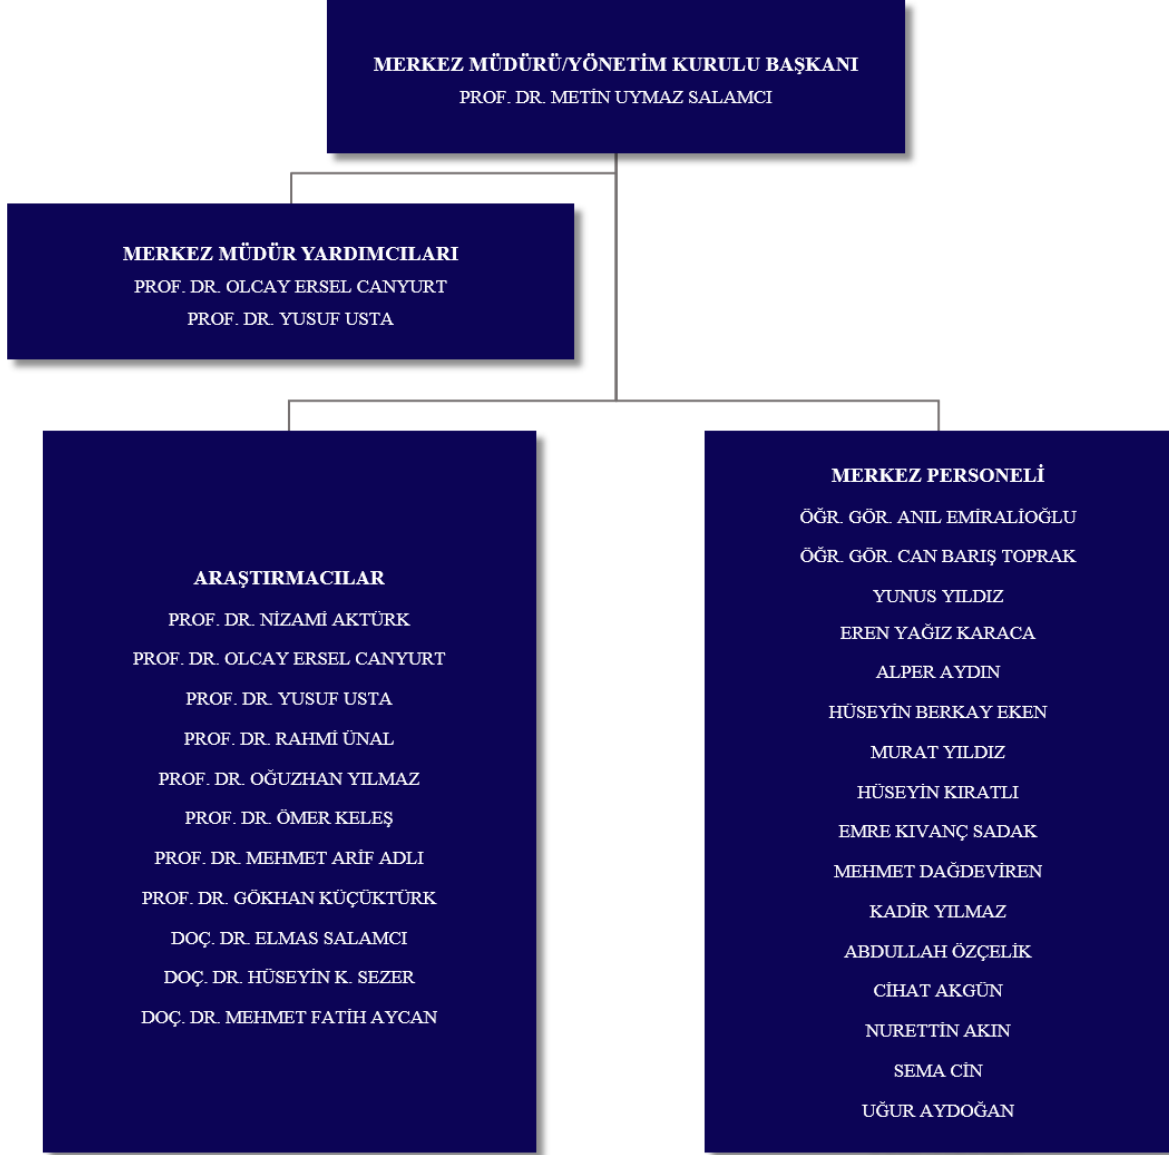 MERKEZ MÜDÜRÜ/YÖNETİM KURULU BAŞKANI
PROF. DR. METİN UYMAZ SALAMCI
MERKEZ MÜDÜR YARDIMCILARI
PROF. DR. OLCAY ERSEL CANYURT
PROF. DR. YUSUF USTA
ARAŞTIRMACILAR
PROF. DR. NİZAMİ AKTÜRK
PROF. DR. OLCAY ERSEL CANYURT
PROF. DR. YUSUF USTA
PROF. DR. RAHMİ ÜNAL
PROF. DR. OĞUZHAN YILMAZ
PROF. DR. ÖMER KELEŞ
PROF. DR. MEHMET ARİF ADLI
PROF. DR. GÖKHAN KÜÇÜKTÜRK
DOÇ. DR. ELMAS SALAMCI
DOÇ. DR. HÜSEYİN K. SEZER
DOÇ. DR. MEHMET FATİH AYCAN
MERKEZ PERSONELİ
ÖĞR. GÖR. ANIL EMİRALİOĞLU
ÖĞR. GÖR. CAN BARIŞ TOPRAK
YUNUS YILDIZ
EREN YAĞIZ KARACA
ALPER AYDIN
HÜSEYİN BERKAY EKEN
MURAT YILDIZ
HÜSEYİN KIRATLI
EMRE KIVANÇ SADAK
MEHMET DAĞDEVİREN
KADİR YILMAZ
ABDULLAH ÖZÇELİK
CİHAT AKGÜN
NURETTİN AKIN
SEMA CİN
UĞUR AYDOĞAN